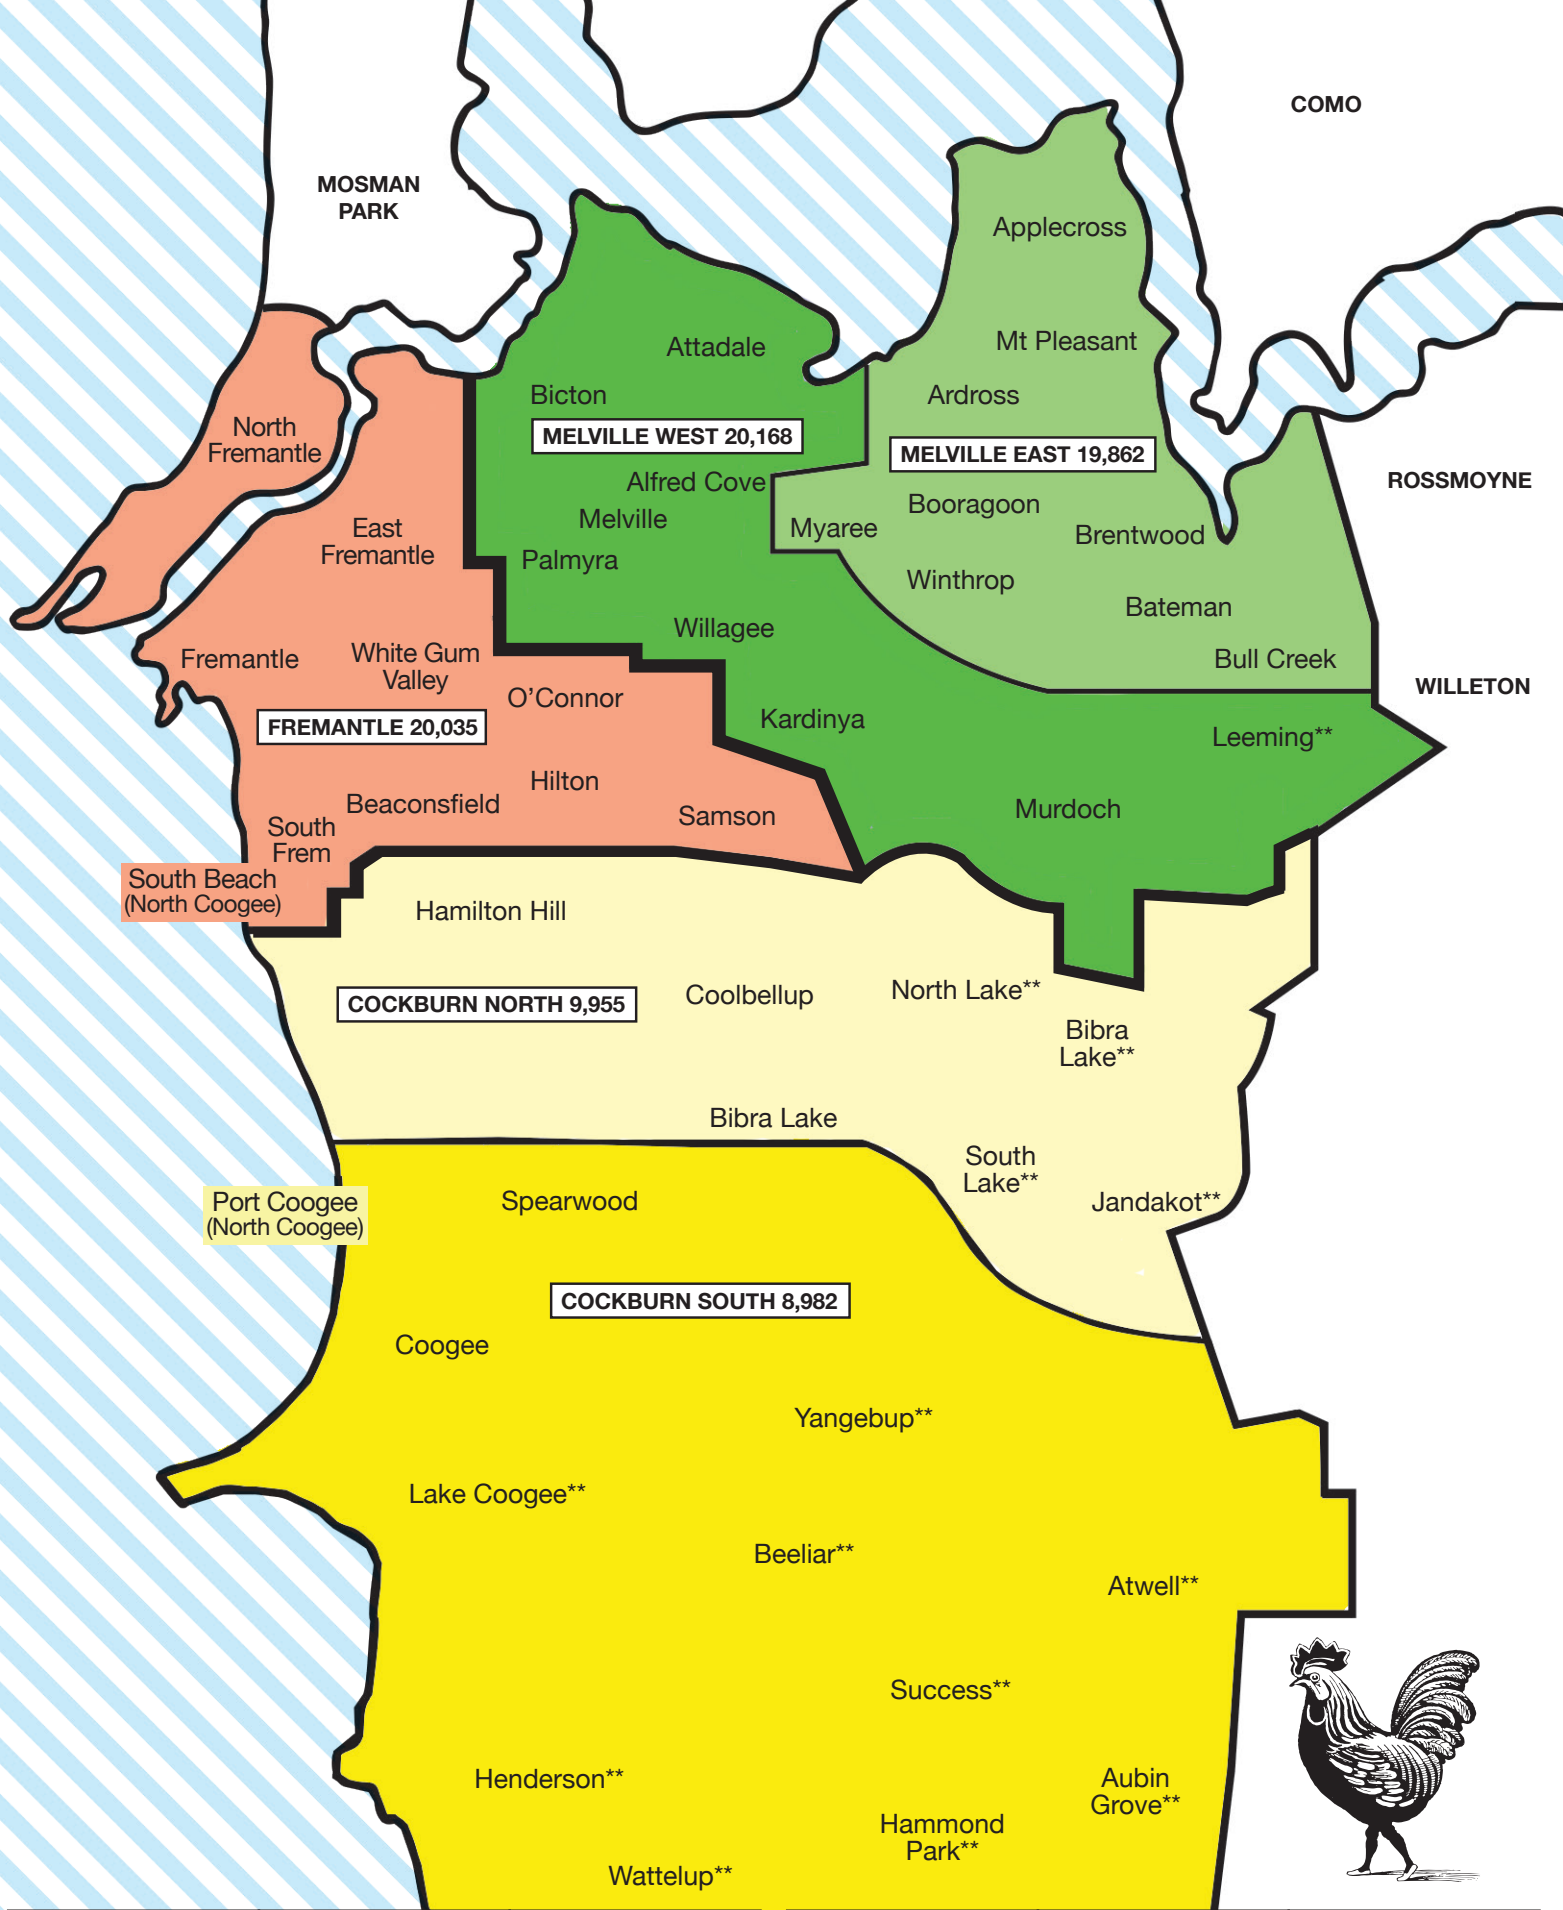 COMO
MOSMAN
PARK
Applecross
Mt Pleasant
Attadale
Bicton
Ardross
North
Fremantle
MELVILLE WEST 20,168
MELVILLE EAST 19,862
Alfred Cove
ROSSMOYNE
Melville
Booragoon
East
Fremantle
Myaree
Brentwood
Palmyra
Winthrop
Bateman
Willagee
Fremantle
White Gum
Valley
Bull Creek
O’Connor
WILLETON
FREMANTLE 20,035
Kardinya
Leeming**
Hilton
Beaconsfield
Samson
Murdoch
South
Frem
South Beach
(North Coogee)
Hamilton Hill
COCKBURN NORTH 9,955
Coolbellup
North Lake**
Bibra
Lake**
Bibra Lake
South
Lake**
Port Coogee
(North Coogee)
Spearwood
Jandakot**
COCKBURN SOUTH 8,982
Coogee
Yangebup**
Lake Coogee**
Beeliar**
Atwell**
Success**
Henderson**
Aubin
Grove**
Hammond
Park**
Wattelup**